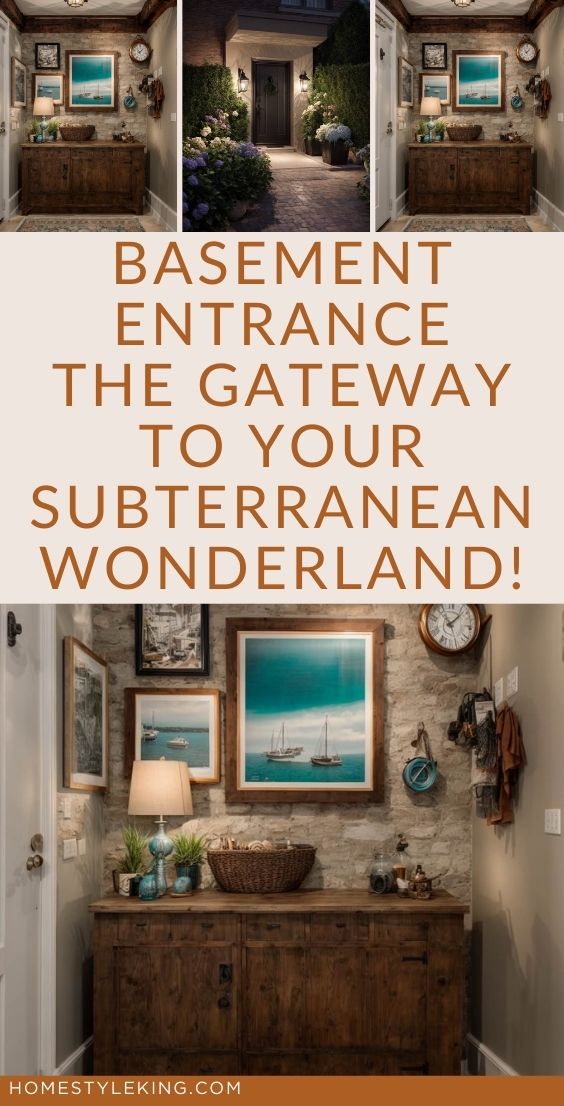 BASEMENT
ENTRANCE
THE GATEWAY
TO YOUR
SUBTERRANEAN
WONDERLAND!
HOMESTYLEKING.COM